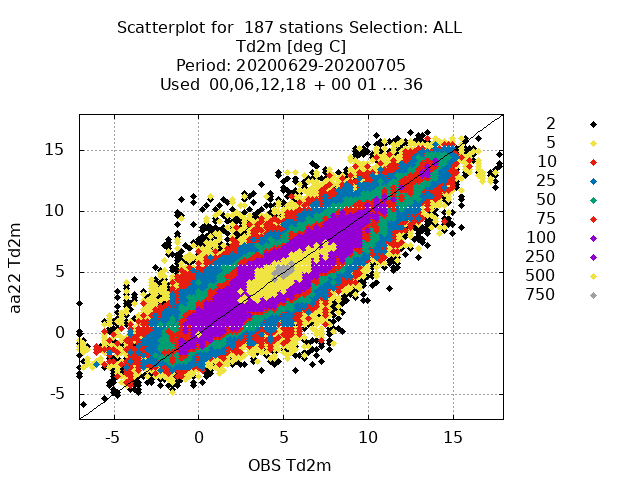 Scatterplot for  187 stations Selection: ALL
Td2m [deg C]
Period: 20200629-20200705
Used  00,06,12,18 + 00 01 ... 36
aa22 Td2m
15
10
5
0
-5
-5 0 5 10 15
OBS Td2m
2
5
10
25
50
75
100
250
500
750